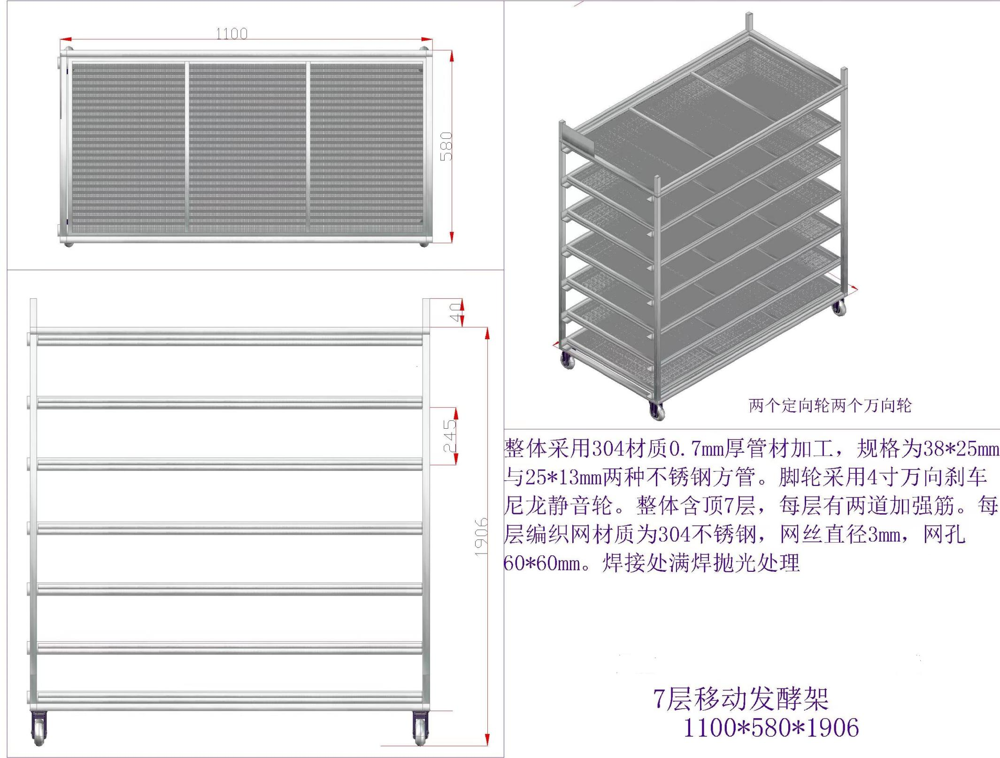 1100
580
40
245
1906
两个定向轮两个万向轮
整体采用304材质0.7mm厚管材加工，规格为38*25mm
与25*13mm两种不锈钢方管。脚轮采用4寸万向刹车
尼龙静音轮。整体含顶7层，每层有两道加强筋。每
层编织网材质为304不锈钢，网丝直径3mm，网孔
60*60mm。焊接处满焊抛光处理
7层移动发酵架
1100*580*1906